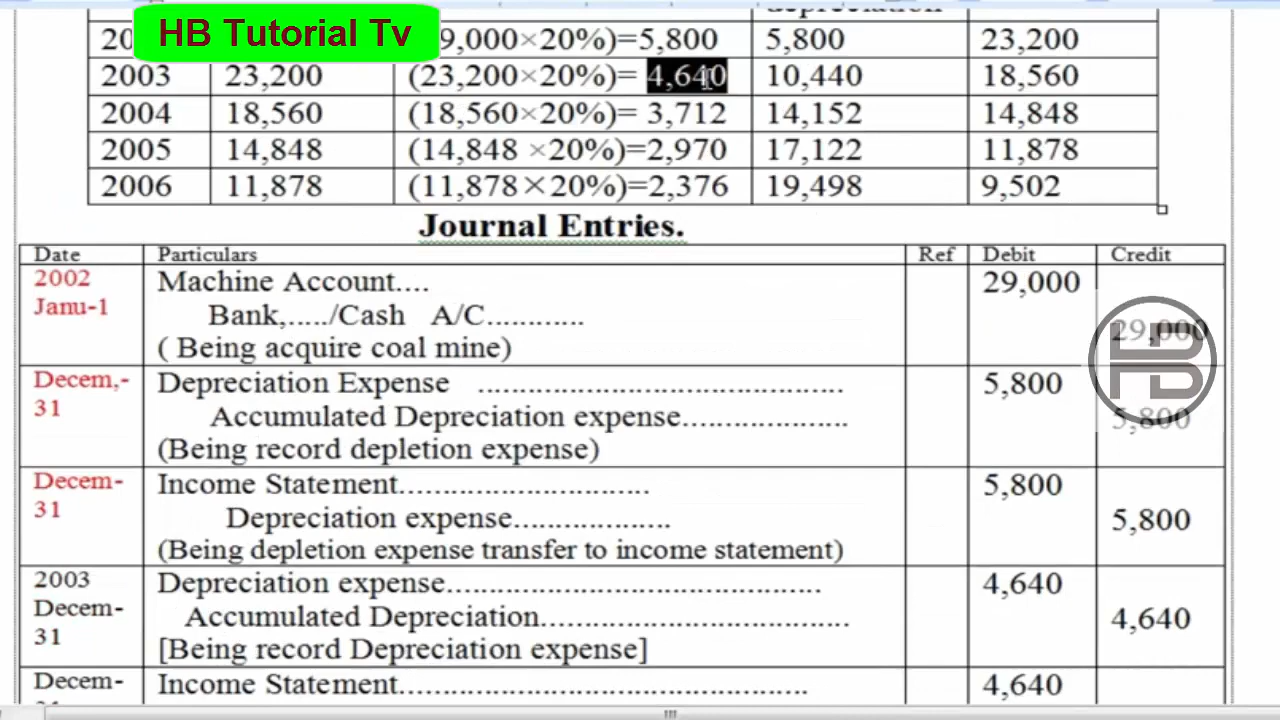 HB Tutorial Tv
20 9,000×20%)=5,800 5,800 23,200
2003 23,200 (23,200×20%)= 4,640 10,440 18,560
2004 18,560 (18,560×20%)= 3,712 14,152 14,848
2005 14,848 (14,848 ×20%)=2,970 17,122 11,878
2006 11,878 (11,878×20%)=2,376 19,498 9,502
Journal Entries.
Date Particulars Ref Debit Credit
2002 Machine Account.... 29,000
Janu-1 Bank,...../Cash A/C............ 29,000
( Being acquire coal mine)
Decem,- Depreciation Expense ................................................... 5,800
31 Accumulated Depreciation expense..................... 5,800
(Being record depletion expense)
Decem- Income Statement.............................. 5,800
31 Depreciation expense.................... 5,800
(Being depletion expense transfer to income statement)
2003 Depreciation expense............................................... 4,640
Decem- Accumulated Depreciation...................................... 4,640
31 [Being record Depreciation expense]
Decem- Income Statement.................................................... 4,640
HB